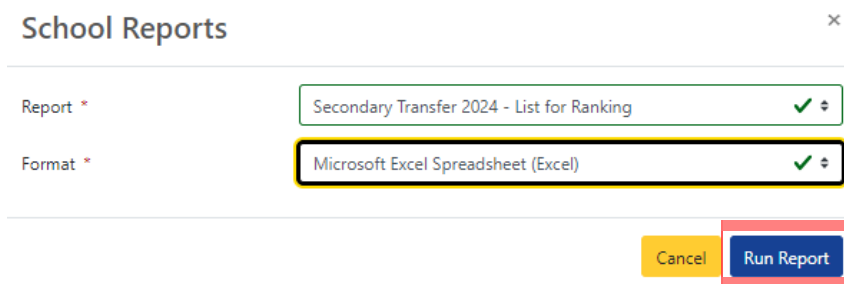 School Reports
×
Report *
Secondary Transfer 2024 - List for Ranking
Format *
Microsoft Excel Spreadsheet (Excel)
Cancel
Run Report